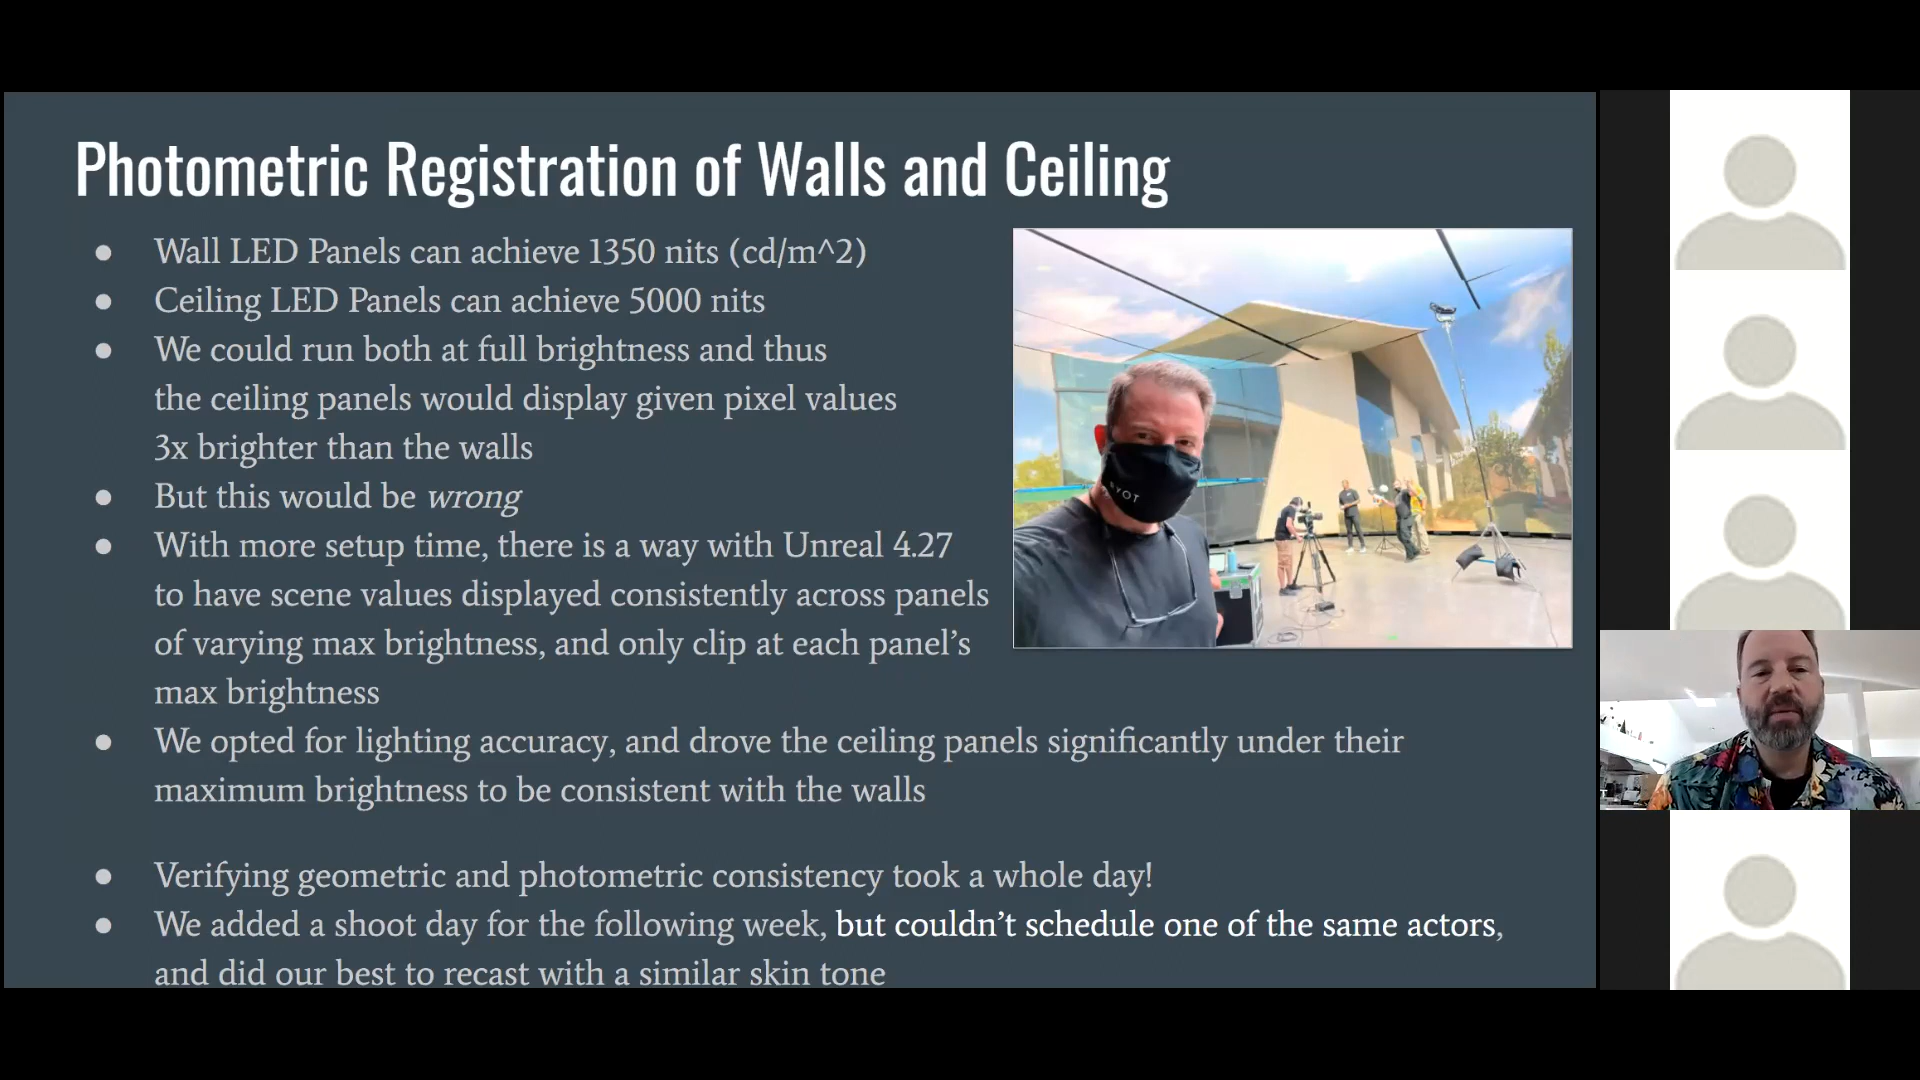 Photometric Registration of Walls and Ceiling
● Wall LED Panels can achieve 1350 nits (cd/m^2)
● Ceiling LED Panels can achieve 5000 nits
● We could run both at full brightness and thus
the ceiling panels would display given pixel values
3x brighter than the walls
● But this would be wrong
● With more setup time, there is a way with Unreal 4.27
to have scene values displayed consistently across panels
of varying max brightness, and only clip at each panel’s
max brightness
● We opted for lighting accuracy, and drove the ceiling panels significantly under their
maximum brightness to be consistent with the walls
● Verifying geometric and photometric consistency took a whole day!
● We added a shoot day for the following week, but couldn’t schedule one of the same actors,
and did our best to recast with a similar skin tone
RYOT